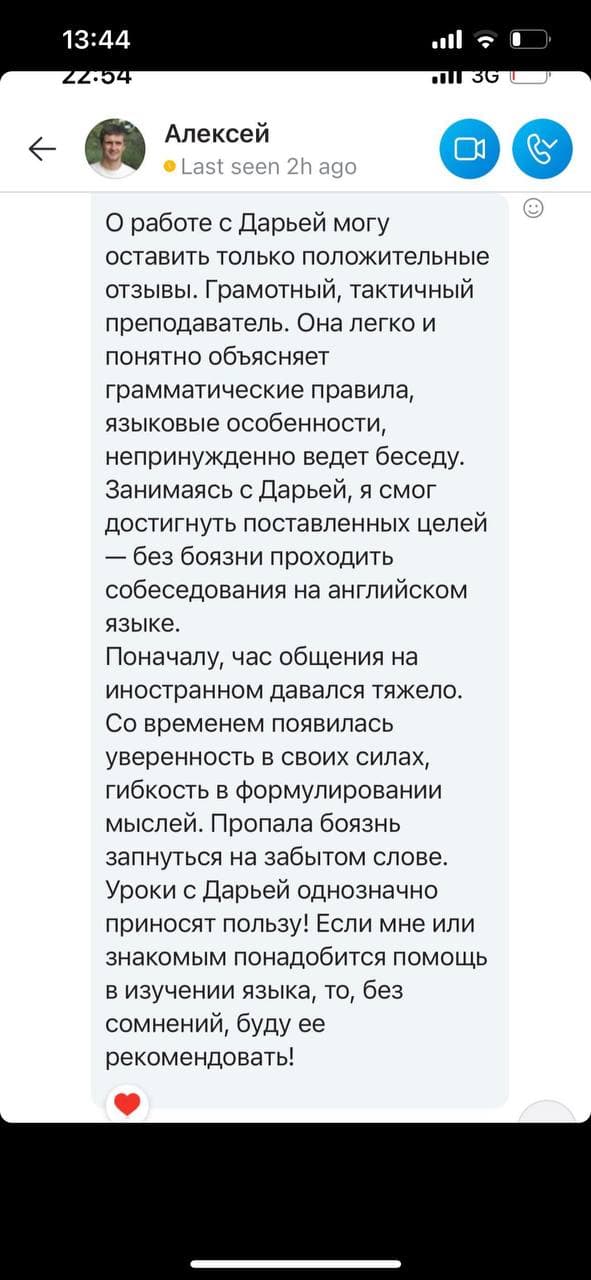 13:44
22:54
3G
Алексей
Last seen 2h ago
О работе с Дарьей могу
оставить только положительные
отзывы. Грамотный, тактичный
преподаватель. Она легко и
понятно объясняет
грамматические правила,
языковые особенности,
непринужденно ведет беседу.
Занимаясь с Дарьей, я смог
достигнуть поставленных целей
— без боязни проходить
собеседования на английском
языке.
Поначалу, час общения на
иностранном давался тяжело.
Со временем появилась
уверенность в своих силах,
гибкость в формулировании
мыслей. Пропала боязнь
запнуться на забытом слове.
Уроки с Дарьей однозначно
приносят пользу! Если мне или
знакомым понадобится помощь
в изучении языка, то, без
сомнений, буду ее
рекомендовать!